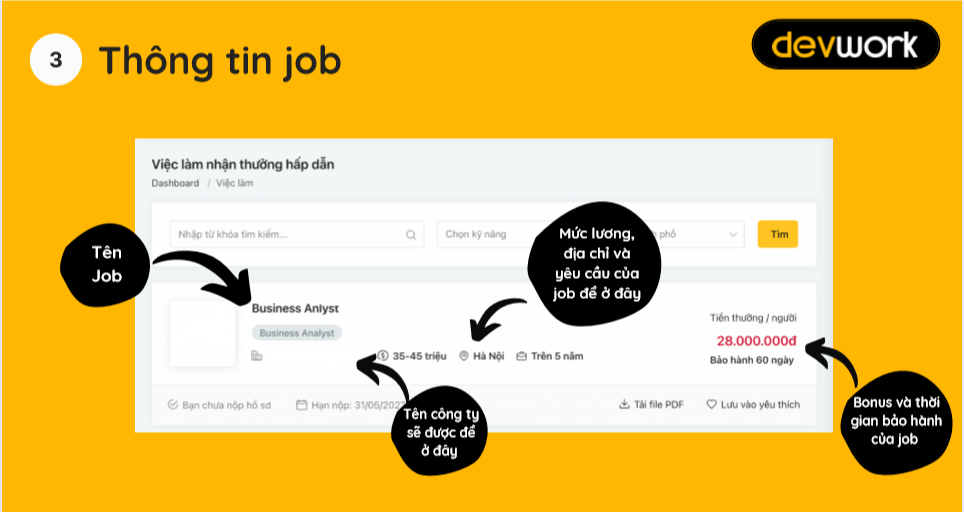 3 Thông tin job
devwork
Việc làm nhận thưởng hấp dẫn
Dashboard / Việc làm
Nhập từ khóa tìm kiếm...
Chọn kỹ năng
phố
Tìm
Tên
Job
Mức lương,
địa chỉ và
yêu cầu của
job để ở đây
Business Anlyst
Business Analyst
35-45 triệu
Hà Nội
Trên 5 năm
Tiền thưởng / người
28.000.000đ
Bảo hành 60 ngày
Bạn chưa nộp hồ sơ
Hạn nộp: 31/05/2022
Tải file PDF
Lưu vào yêu thích
Tên công ty
sẽ được để
ở đây
Bonus và thời
gian bảo hành
của job